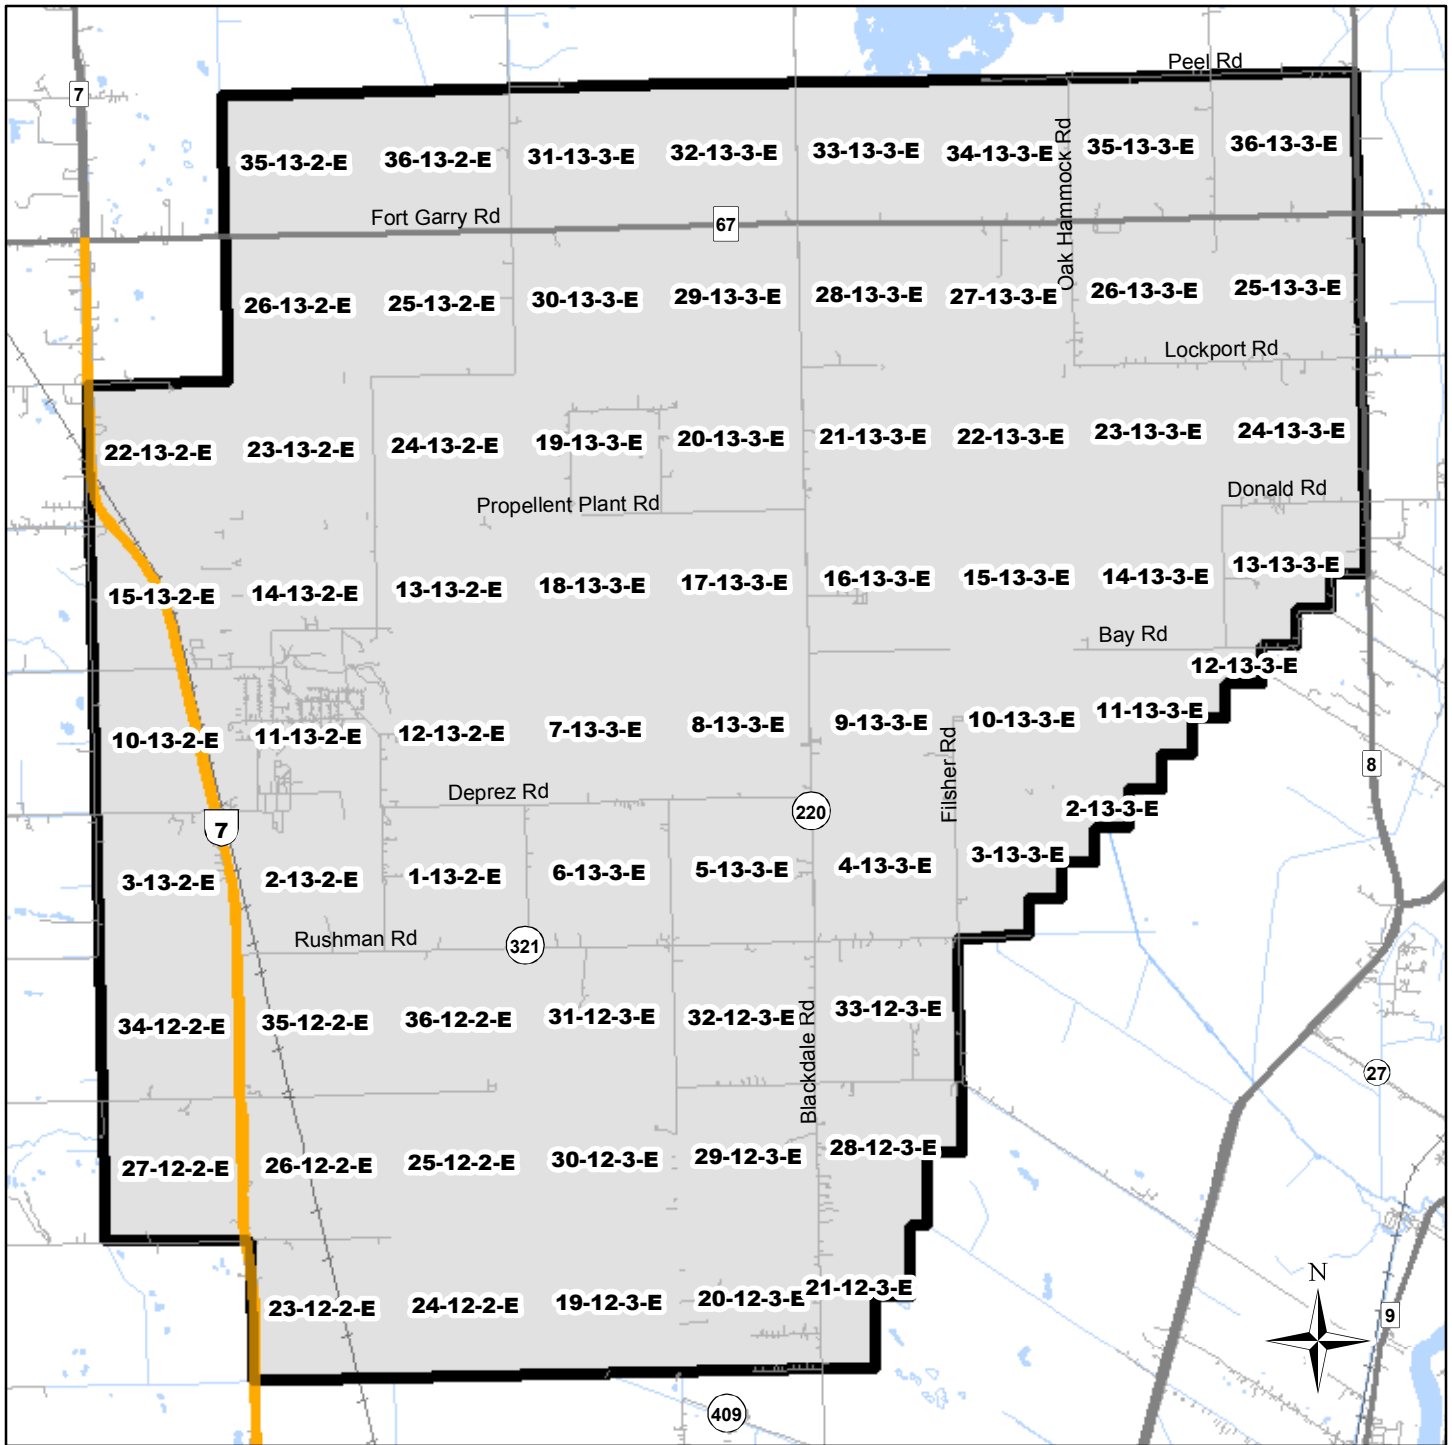 Peel Rd
7
35-13-2-E
36-13-2-E
31-13-3-E
32-13-3-E
33-13-3-E
34-13-3-E
Oak Hammock Rd
35-13-3-E
36-13-3-E
Fort Garry Rd
67
26-13-2-E
25-13-2-E
30-13-3-E
29-13-3-E
28-13-3-E
27-13-3-E
26-13-3-E
25-13-3-E
Lockport Rd
22-13-2-E
23-13-2-E
24-13-2-E
19-13-3-E
20-13-3-E
21-13-3-E
22-13-3-E
23-13-3-E
24-13-3-E
Propellent Plant Rd
Donald Rd
15-13-2-E
14-13-2-E
13-13-2-E
18-13-3-E
17-13-3-E
16-13-3-E
15-13-3-E
14-13-3-E
13-13-3-E
Bay Rd
12-13-3-E
10-13-2-E
11-13-2-E
12-13-2-E
7-13-3-E
8-13-3-E
9-13-3-E
Filsher Rd
10-13-3-E
11-13-3-E
8
Deprez Rd
220
2-13-3-E
7
3-13-2-E
2-13-2-E
1-13-2-E
6-13-3-E
5-13-3-E
4-13-3-E
3-13-3-E
Rushman Rd
321
34-12-2-E
35-12-2-E
36-12-2-E
31-12-3-E
32-12-3-E
Blackdale Rd
33-12-3-E
27
27-12-2-E
26-12-2-E
25-12-2-E
30-12-3-E
29-12-3-E
28-12-3-E
23-12-2-E
24-12-2-E
19-12-3-E
20-12-3-E
21-12-3-E
N
9
409